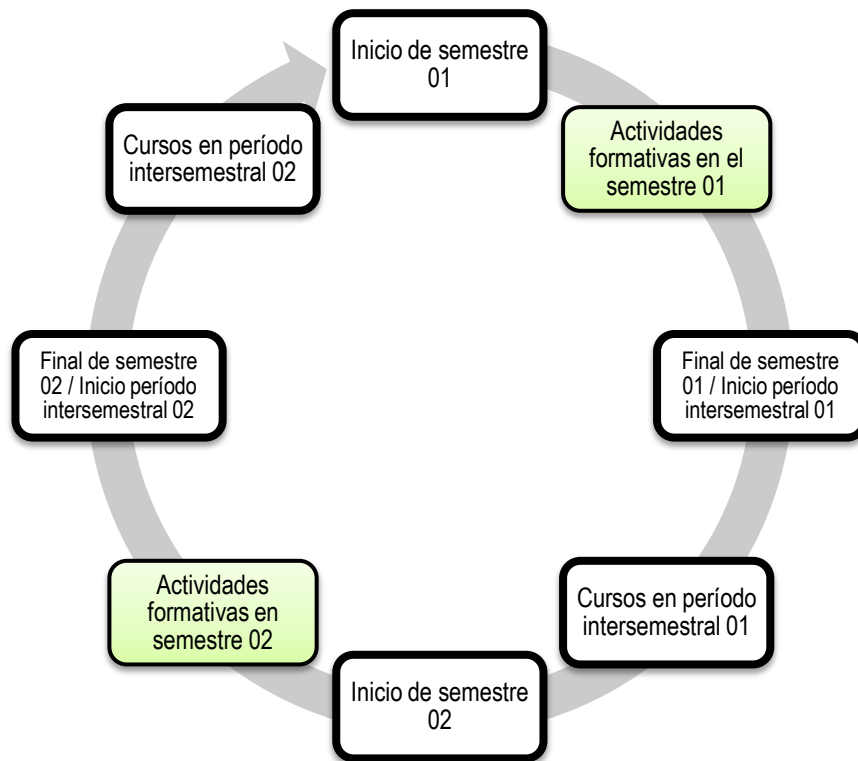 Inicio de semestre
01
Actividades
formativas en el
semestre 01
Final de semestre
01 / Inicio período
intersemestral 01
Cursos en período
intersemestral 01
Inicio de semestre
02
Actividades
formativas en
semestre 02
Final de semestre
02 / Inicio período
intersemestral 02
Cursos en período
intersemestral 02